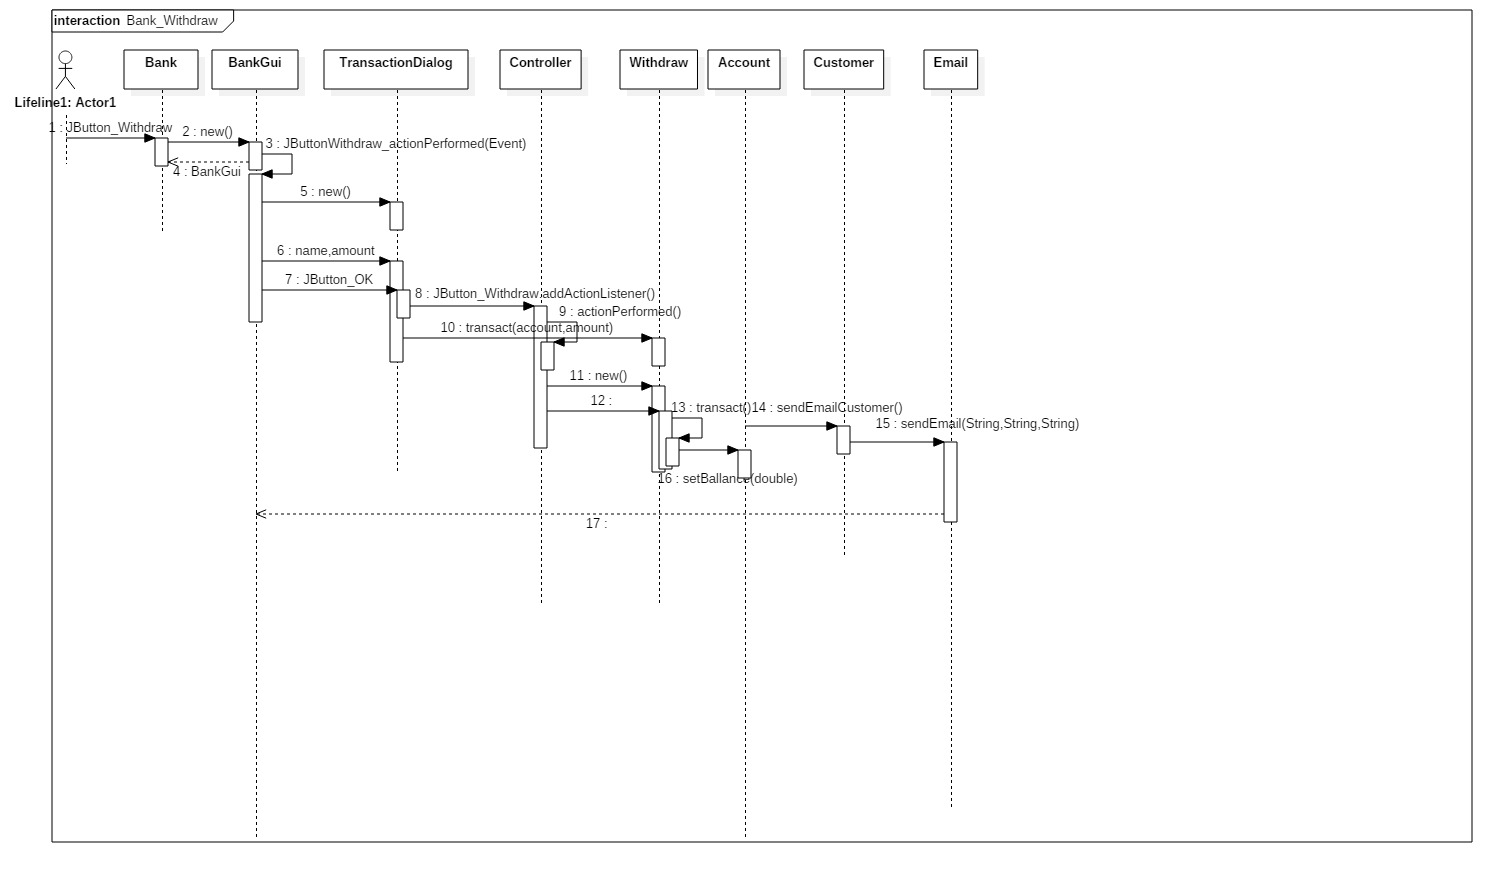 interaction Bank_Withdraw
Bank
BankGui
TransactionDialog
Controller
Withdraw
Account
Customer
Email
Lifeline1: Actor1
1 : JButton_Withdraw
2 : new()
3 : JButtonWithdraw_actionPerformed(Event)
4 : BankGui
5 : new()
6 : name,amount
7 : JButton_OK
8 : JButton_Withdraw.addActionListener()
9 : actionPerformed()
10 : transact(account,amount)
11 : new()
12 :
13 : transact()
14 : sendEmailCustomer()
15 : sendEmail(String,String,String)
16 : setBallance(double)
17 :